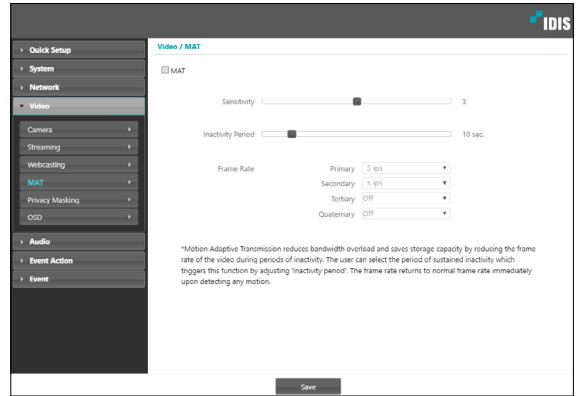 IDIS
Quick Setup
System
Network
Video
Camera
Streaming
Webcasting
MAT
Privacy Masking
OSD
Audio
Event Action
Event
Video / MAT
MAT
Sensitivity 3
Inactivity Period 10 sec.
Frame Rate Primary 5 ips
Secondary 5 ips
Tertiary Off
Quaternary Off
*Motion Adaptive Transmission reduces bandwidth overload and saves storage capacity by reducing the frame
rate of the video during periods of inactivity. The user can select the period of sustained inactivity which
triggers this function by adjusting 'Inactivity period'. The frame rate returns to normal frame rate immediately
upon detecting any motion.
Save